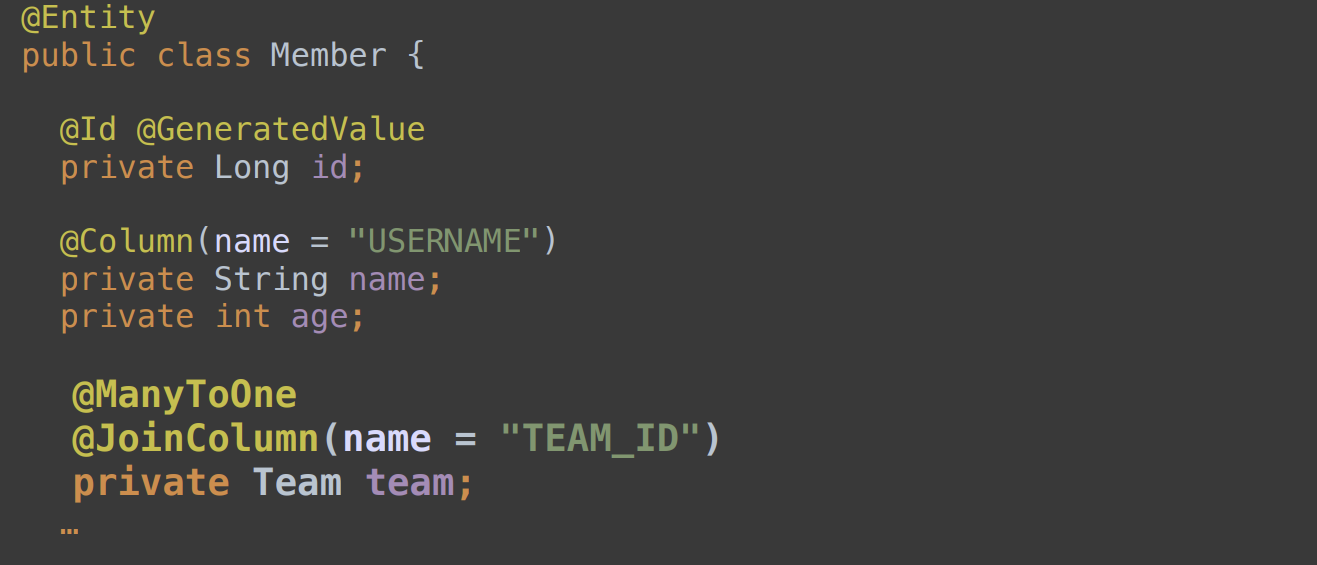 @Entity
public class Member {
@Id @GeneratedValue
private Long id;
@Column(name = "USERNAME")
private String name;
private int age;
@ManyToOne
@JoinColumn(name = "TEAM_ID")
private Team team;
…